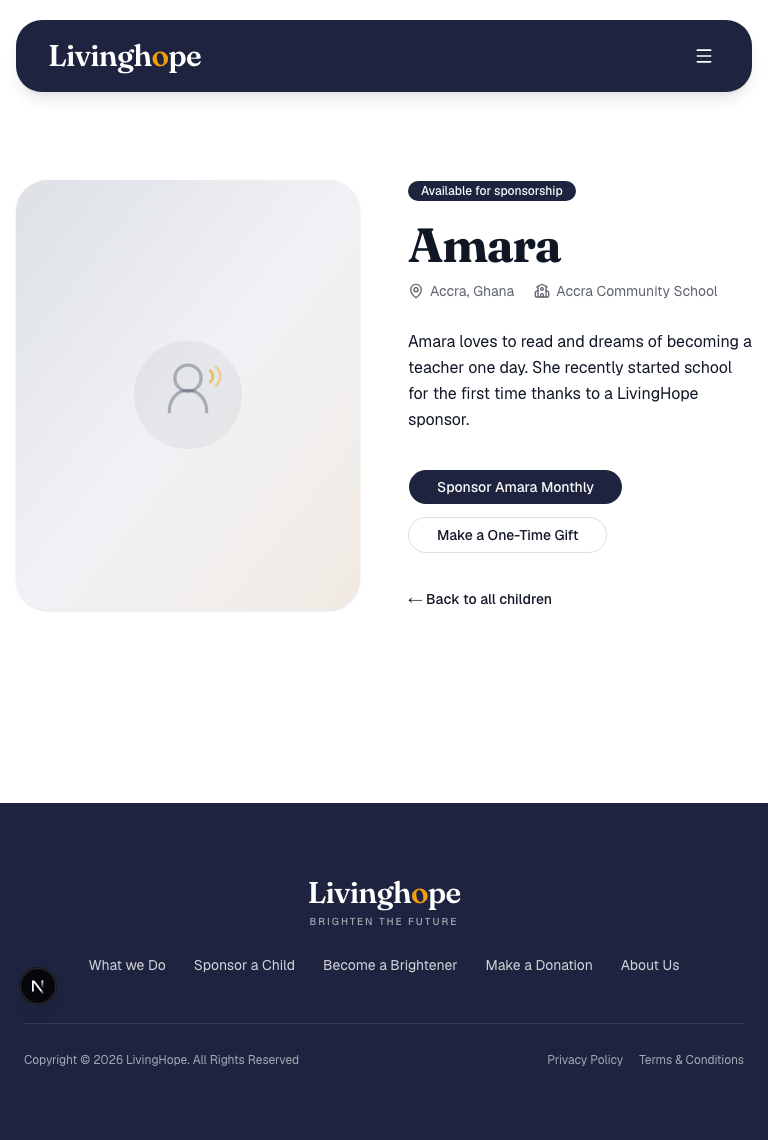 Livinghope
Available for sponsorship
Amara
Accra, Ghana
Accra Community School
Amara loves to read and dreams of becoming a
teacher one day. She recently started school
for the first time thanks to a LivingHope
sponsor.
Sponsor Amara Monthly
Make a One-Time Gift
← Back to all children
Livinghope
BRIGHTEN THE FUTURE
What we Do
Sponsor a Child
Become a Brightener
Make a Donation
About Us
N
Copyright © 2026 LivingHope. All Rights Reserved
Privacy Policy
Terms & Conditions